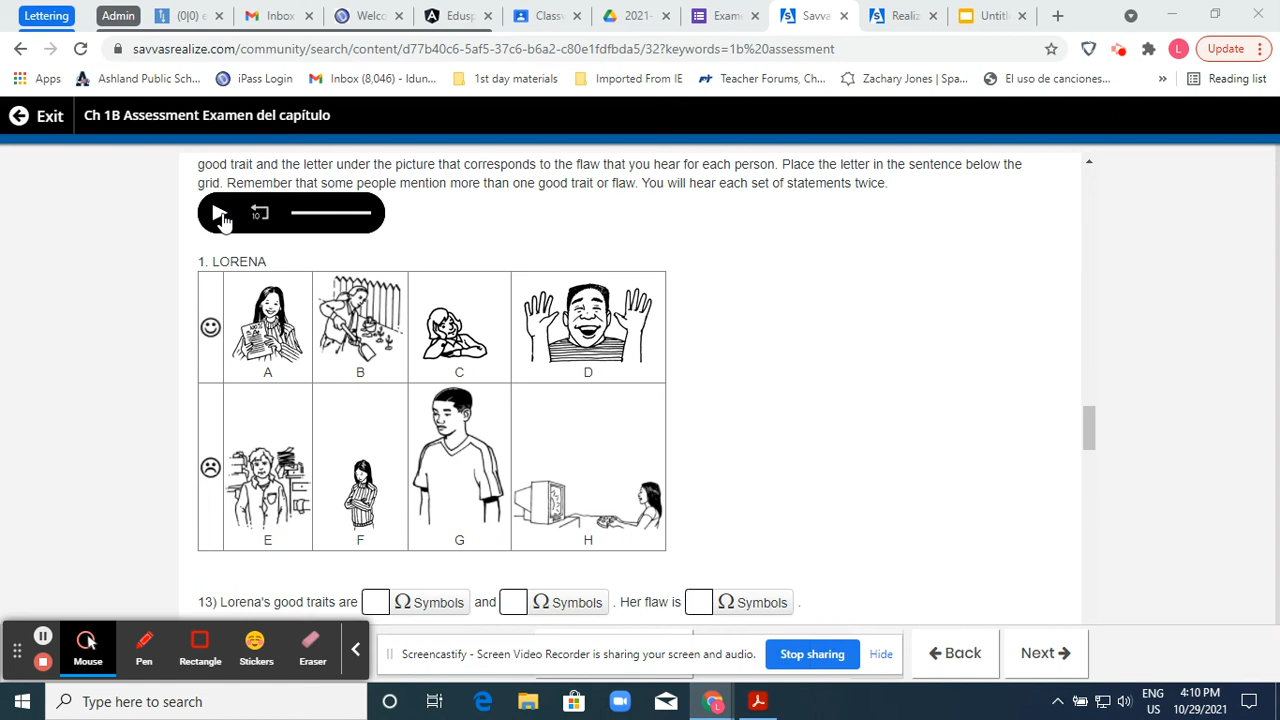 Lettering
Admin
(0|0) e
Inbox
Welco
Edusp
Classr
2021-
Exame
Savva
Realiz
Untitl
savvasrealize.com/community/search/content/d77b40c6-5af5-37c6-b6a2-c80e1fdfbda5/32?keywords=1b%20assessment
L
Update
Apps
Ashland Public Sch...
iPass Login
Inbox (8,046) - Idun...
1st day materials
Imported From IE
Teacher Forums, Ch...
Zachary Jones | Spa...
El uso de canciones...
»
Reading list
Exit
Ch 1B Assessment Examen del capítulo
good trait and the letter under the picture that corresponds to the flaw that you hear for each person. Place the letter in the sentence below the
grid. Remember that some people mention more than one good trait or flaw. You will hear each set of statements twice.
10
1. LORENA
A
B
C
D
E
F
G
H
13) Lorena's good traits are Ω Symbols and Ω Symbols . Her flaw is Ω Symbols .
Mouse
Pen
Rectangle
Stickers
Eraser
Screencastify - Screen Video Recorder is sharing your screen and audio.
Stop sharing
Hide
Back
Next
Type here to search
L
ENG
US
4:10 PM
10/29/2021